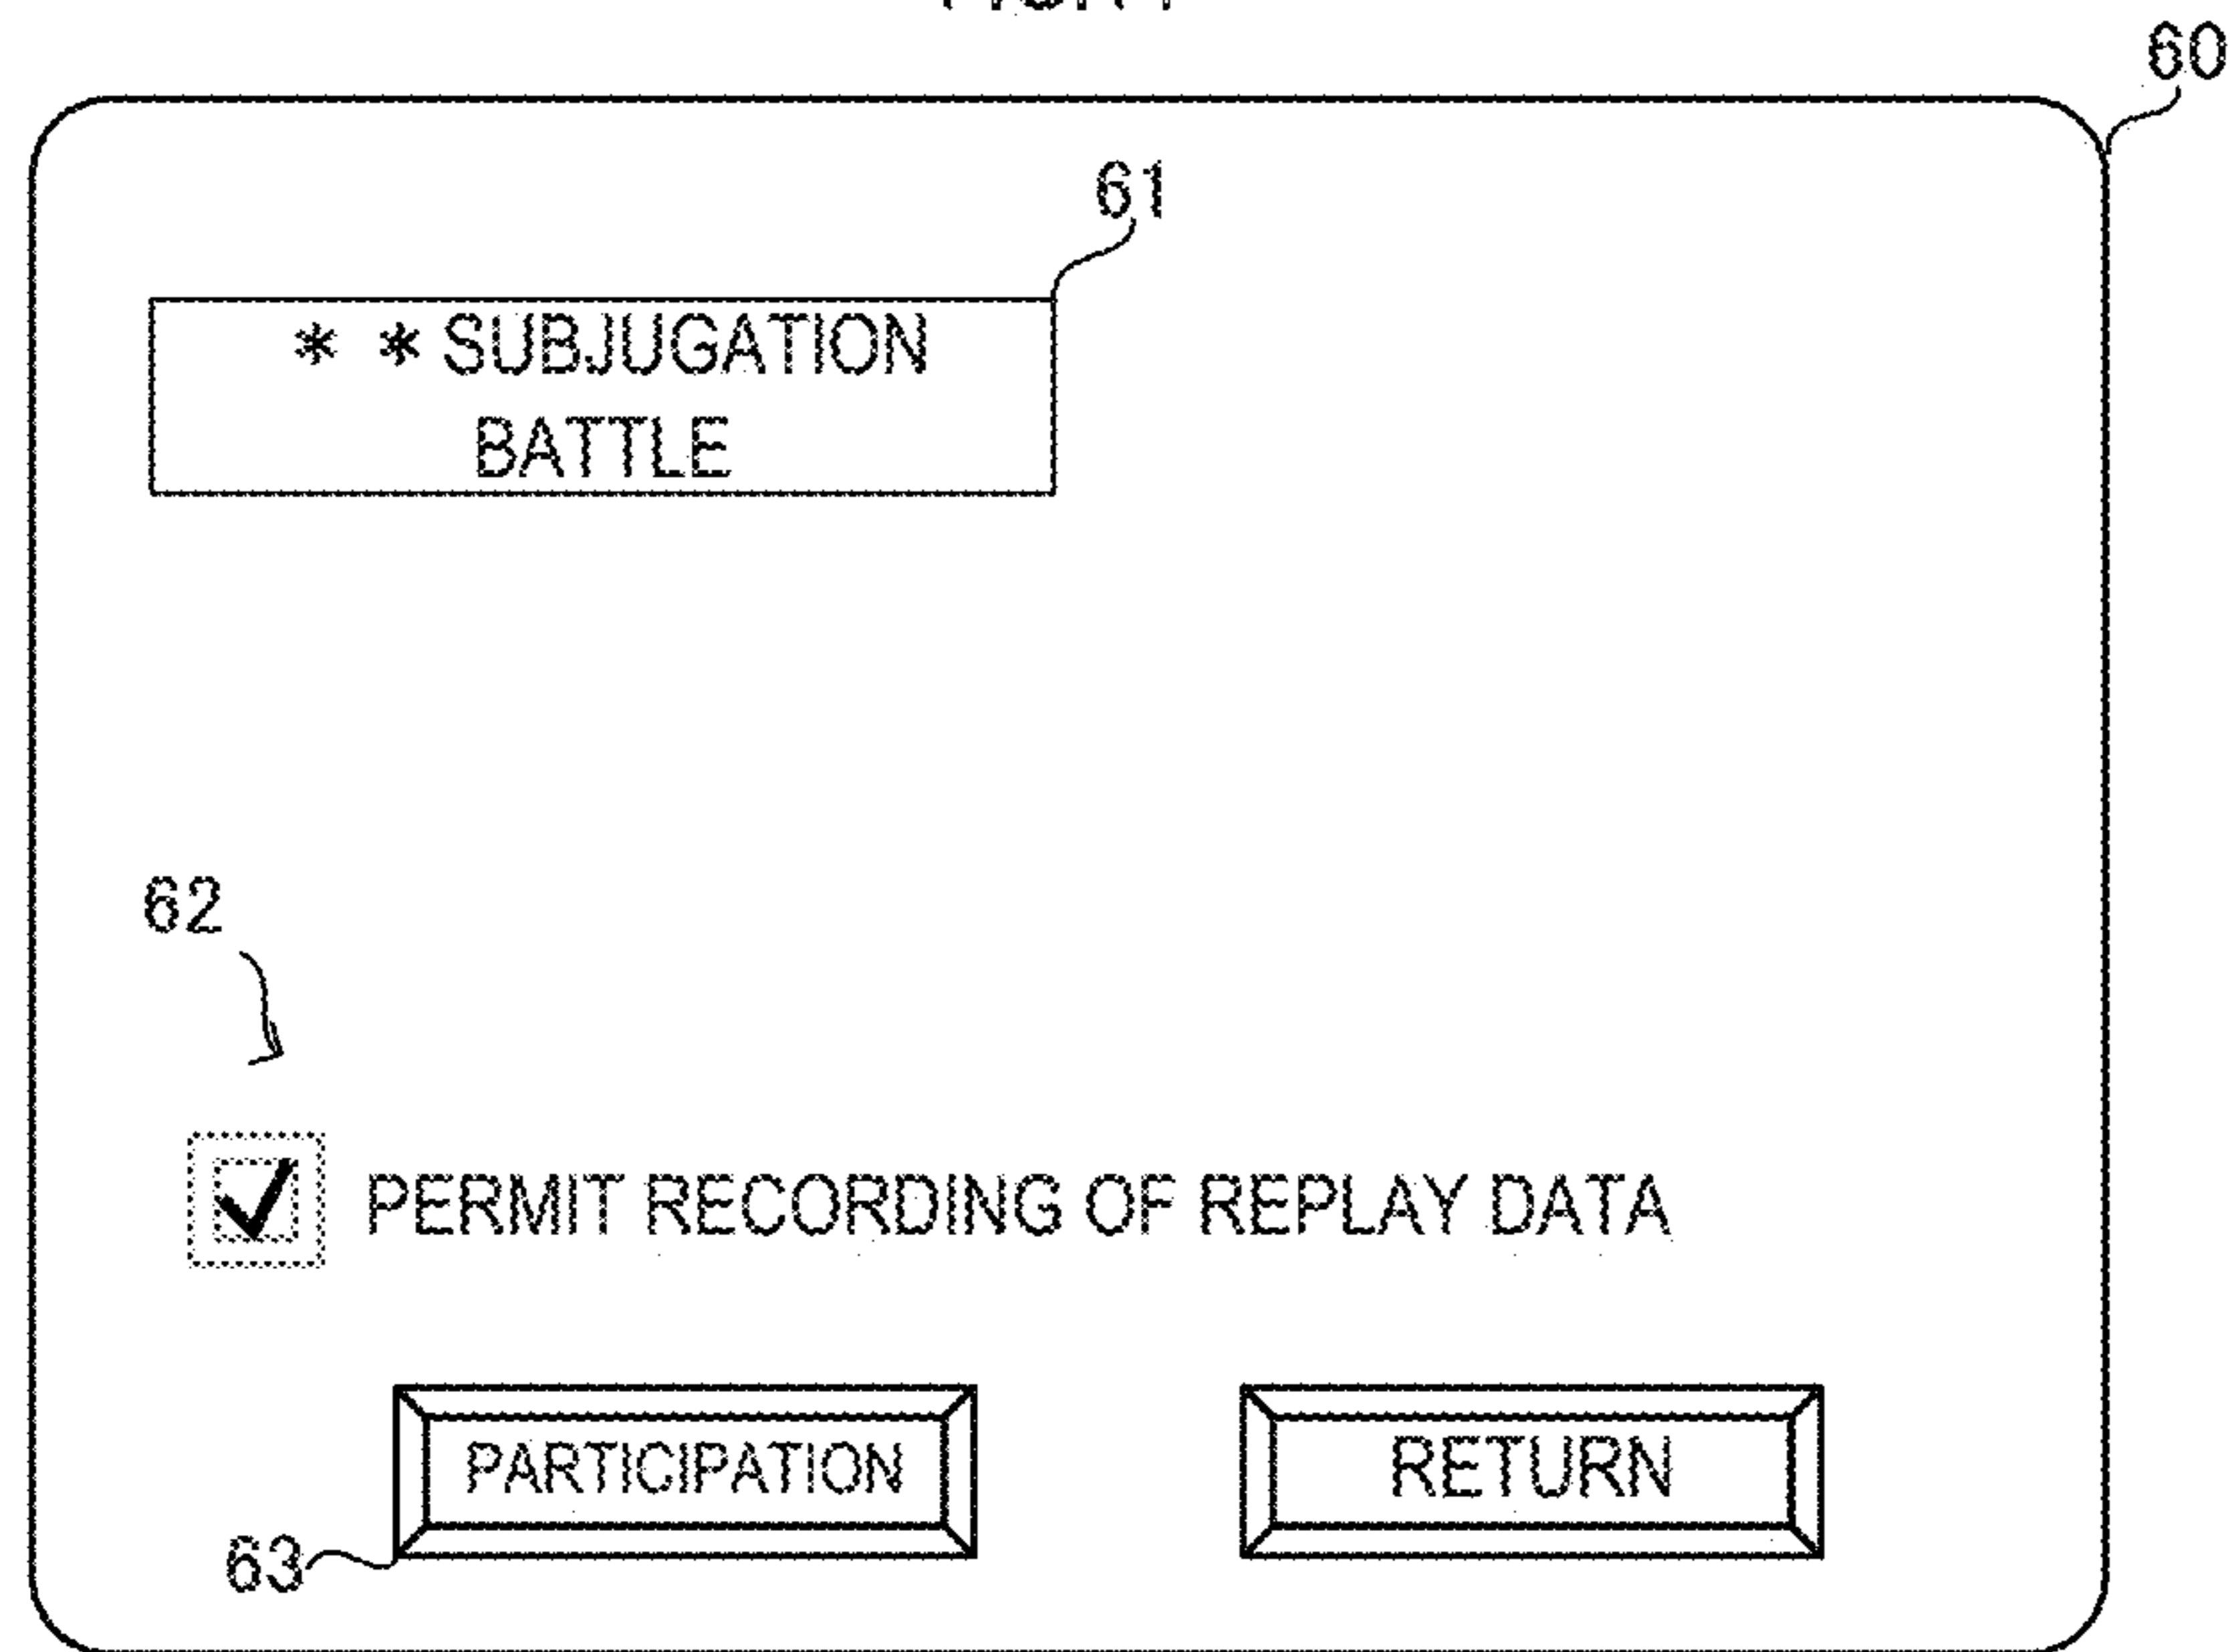 60
61
* * SUBJUGATION
BATTLE
62
PERMIT RECORDING OF REPLAY DATA
PARTICIPATION RETURN
63